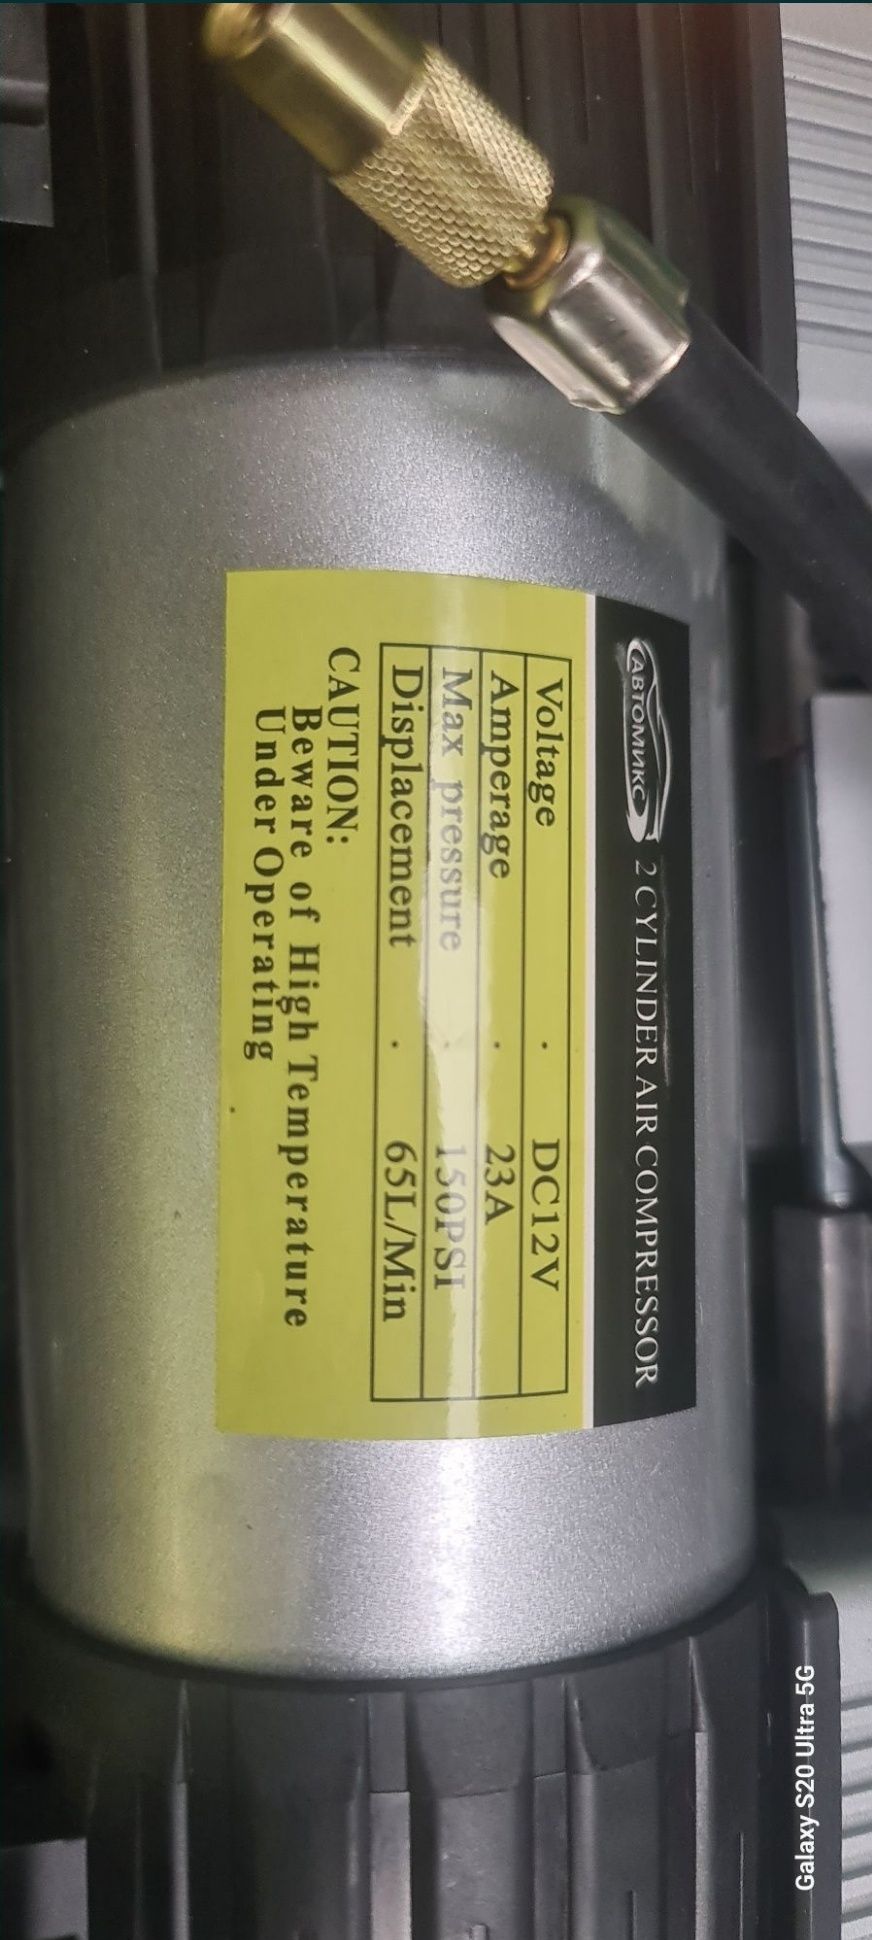 АВТОМИКС 2 CYLINDER AIR COMPRESSOR
Voltage . DC12V
Amperage . 23A
Max pressure . 150PSI
Displacement . 65L/Min
CAUTION:
Beware of High Temperature
Under Operating
Galaxy S20 Ultra 5G